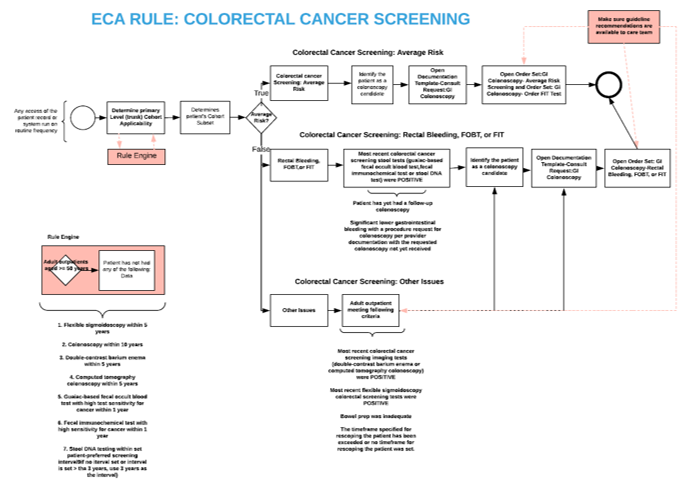 ECA RULE: COLORECTAL CANCER SCREENING
Make sure guideline
recommendations are
available to care team
Colorectal Cancer Screening: Average Risk
Colorectal cancer
Screening: Average
Risk
Identify the
patient as a
colonoscopy
candidate
Open
Documentation
Template-Consult
Request:GI
Colonoscopy
Open Order Set:GI
Colonoscopy- Average Risk
Screening and Order Set: GI
Colonoscopy- Order FIT Test
True
Any access of the
patient record or
system run on
routine frequency
Determine primary
Level (trunk) Cohort
Applicability
Determines
patient's Cohort
Subset
Average
Risk?
Rule Engine
False
Colorectal Cancer Screening: Rectal Bleeding, FOBT, or FIT
Rectal Bleeding,
FOBT,or FIT
Most recent colorectal cancer
screening stool tests (guaiac-based
fecal occult blood test,fecal
immunochemical test or stool DNA
test) were POSITIVE
Identify the patient
as a colonoscopy
candidate
Open Documentation
Template-Consult
Request:GI
Colonoscopy
Open Order Set: GI
Colonoscopy-Rectal
Bleeding, FOBT, or FIT
Patient has yet had a follow-up
colonoscopy
Significant lower gastrointestinal
bleeding with a procedure request for
colonoscopy per provider
documentation with the requested
colonoscopy not yet received
Rule Engine
Adult outpatients
aged >= 50 years
Patient has not had
any of the following
Data
1. Flexible sigmoidoscopy within 5
years
2. Colonoscopy within 10 years
3. Double-contrast barium enema
within 5 years
4. Computed tomography
colonoscopy within 5 years
5. Guaiac-based fecal occult blood
test with high test sensitivity for
cancer within 1 year
6. Fecal immunochemical test with
high sensitivity for cancer within 1
year
7. Stool DNA testing within set
patient-preferred screening
interval(if no iterval set or interval
is set > the 3 years, use 3 years as
the interval)
Colorectal Cancer Screening: Other Issues
Other Issues
Adult outpatient
meeting following
criteria
Most recent colorectal cancer
screening imaging tests
(double-contrast barium enema or
computed tomography colonoscopy)
were POSITIVE
Most recent flexible sigmoidoscopy
colorectal screening tests were
POSITIVE
Bowel prep was inadequate
The timeframe specified for
rescoping the patient has been
exceeded or no timeframe for
rescoping the patient was set.